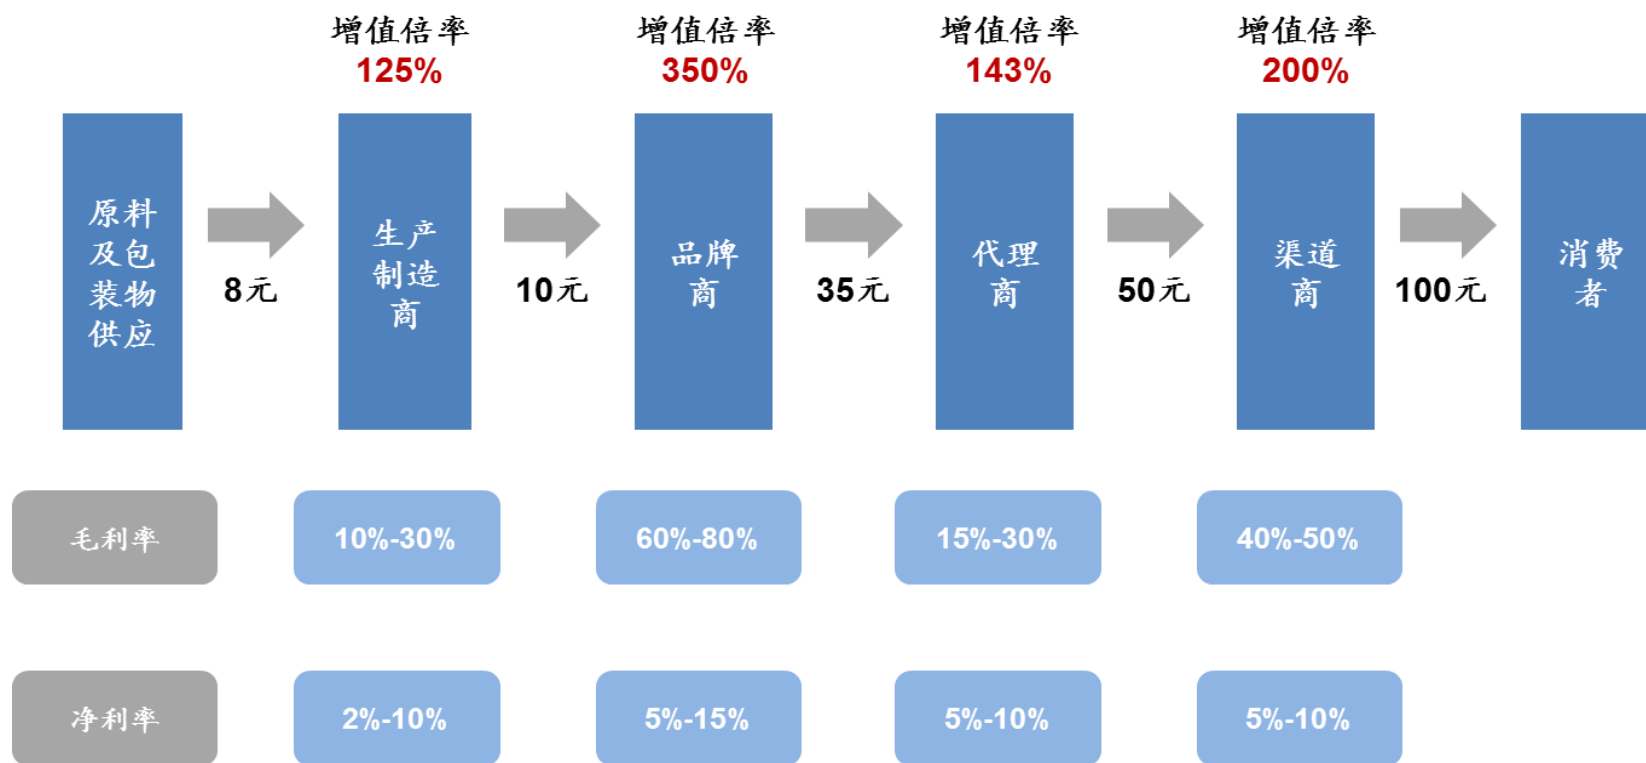 增值倍率
125%
增值倍率
350%
增值倍率
143%
增值倍率
200%
原料
及包
装物
供应
8元
生产
制造
商
10元
品牌
商
35元
代理
商
50元
渠道
商
100元
消费
者
毛利率
10%-30%
60%-80%
15%-30%
40%-50%
净利率
2%-10%
5%-15%
5%-10%
5%-10%